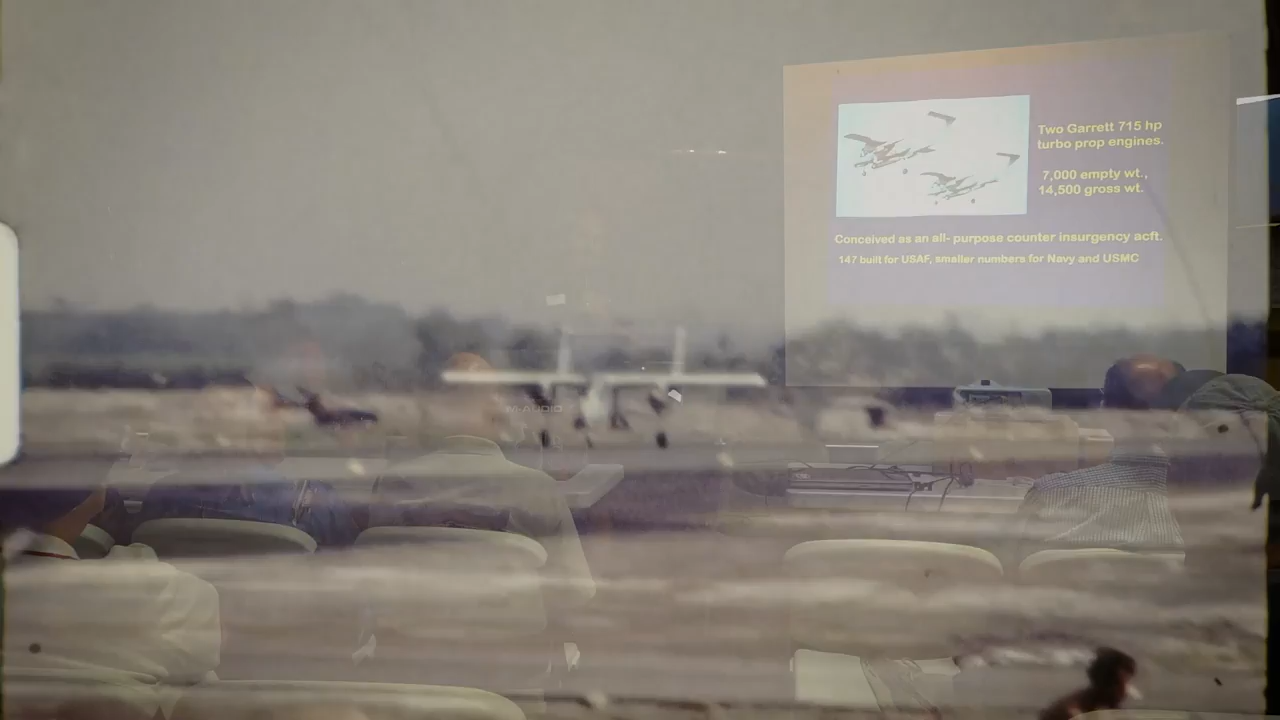 Two Garrett 715 hp
turbo prop engines.
7,000 empty wt.,
14,500 gross wt.
Conceived as an all- purpose counter insurgency acft.
147 built for USAF, smaller numbers for Navy and USMC
M-AUDIO